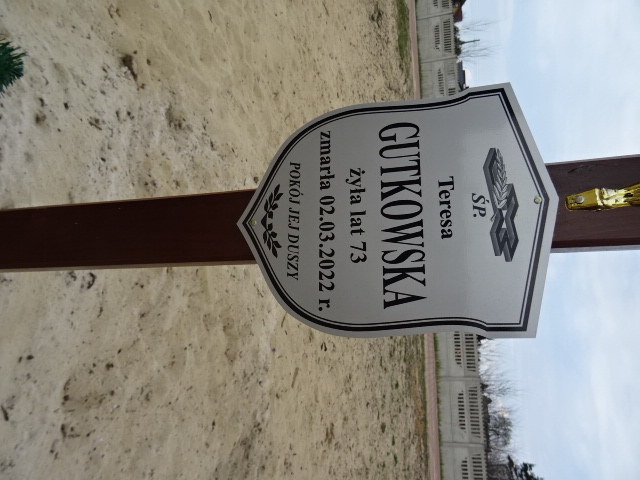 ŚP.
Teresa
GUTKOWSKA
żyła lat 73
zmarła 02.03.2022 r.
POKÓJ JEJ DUSZY